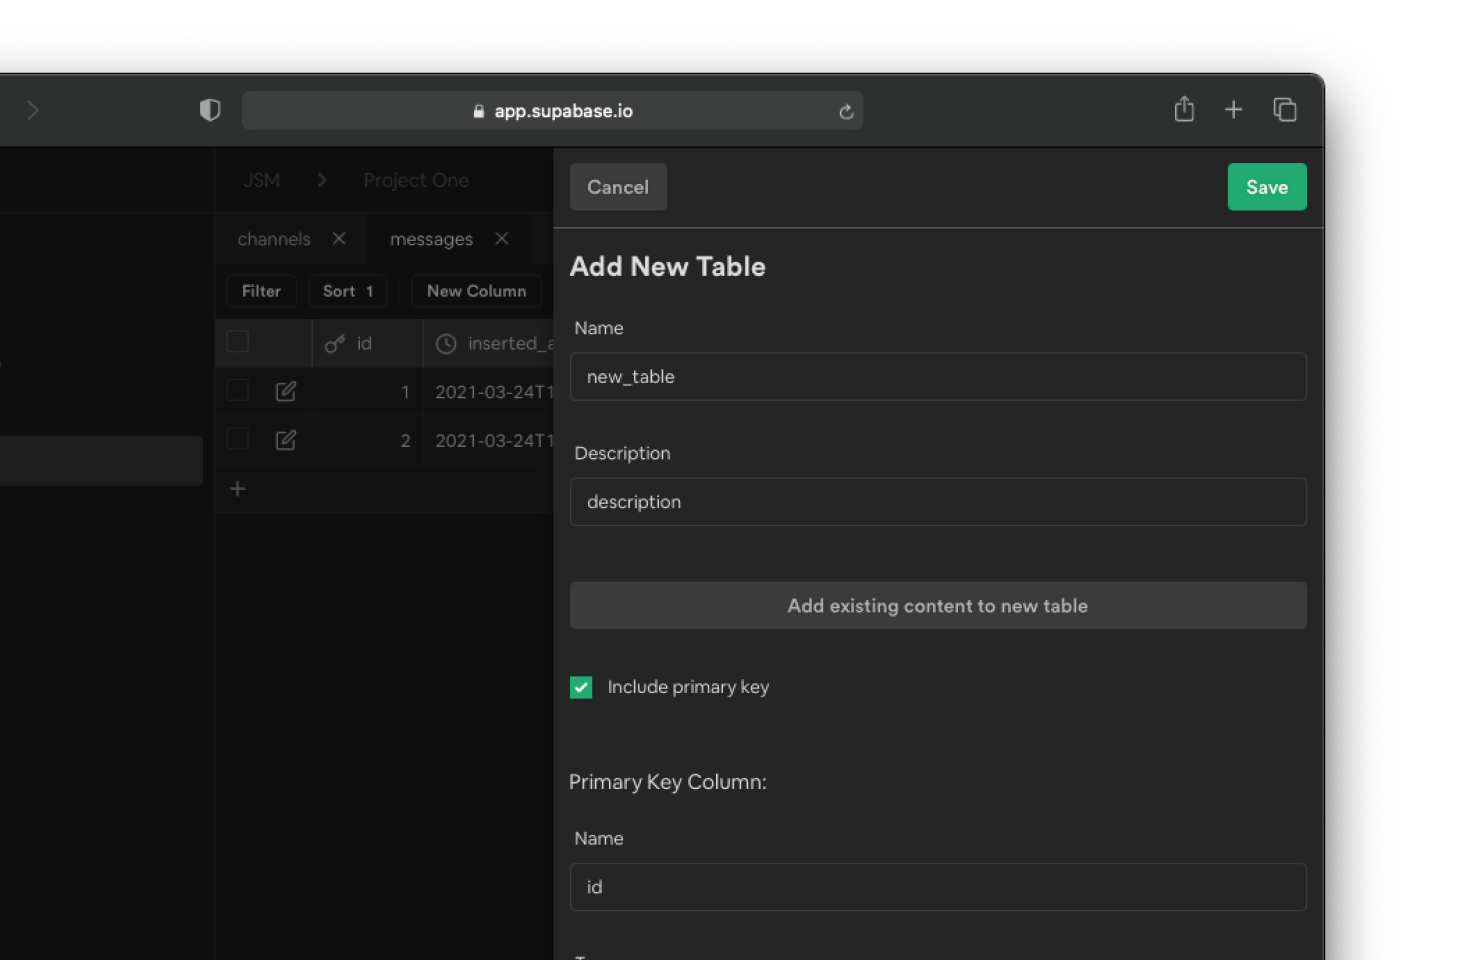 app.supabase.io
JSM > Project One
Cancel
Save
channels
messages
Filter
Sort 1
New Column
id
inserted_a
1
2021-03-24T1
2
2021-03-24T1
Add New Table
Name
new_table
Description
description
Add existing content to new table
Include primary key
Primary Key Column:
Name
id